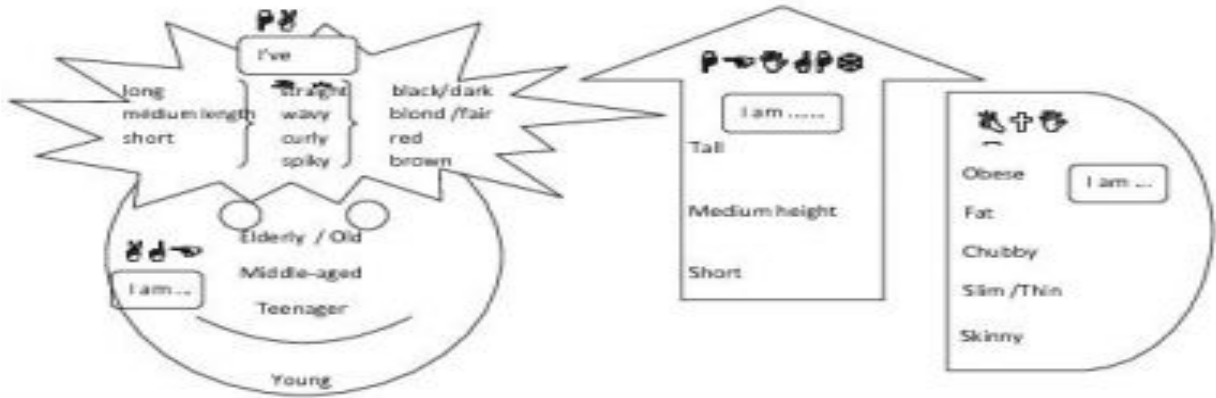 I've
long straight black/dark
medium length wavy blond /fair
short curly red
spiky brown
Elderly / Old
Middle-aged
I am ...
Teenager
Young
I am .....
Tall
Medium height
Short
Obese
I am ...
Fat
Chubby
Slim /Thin
Skinny